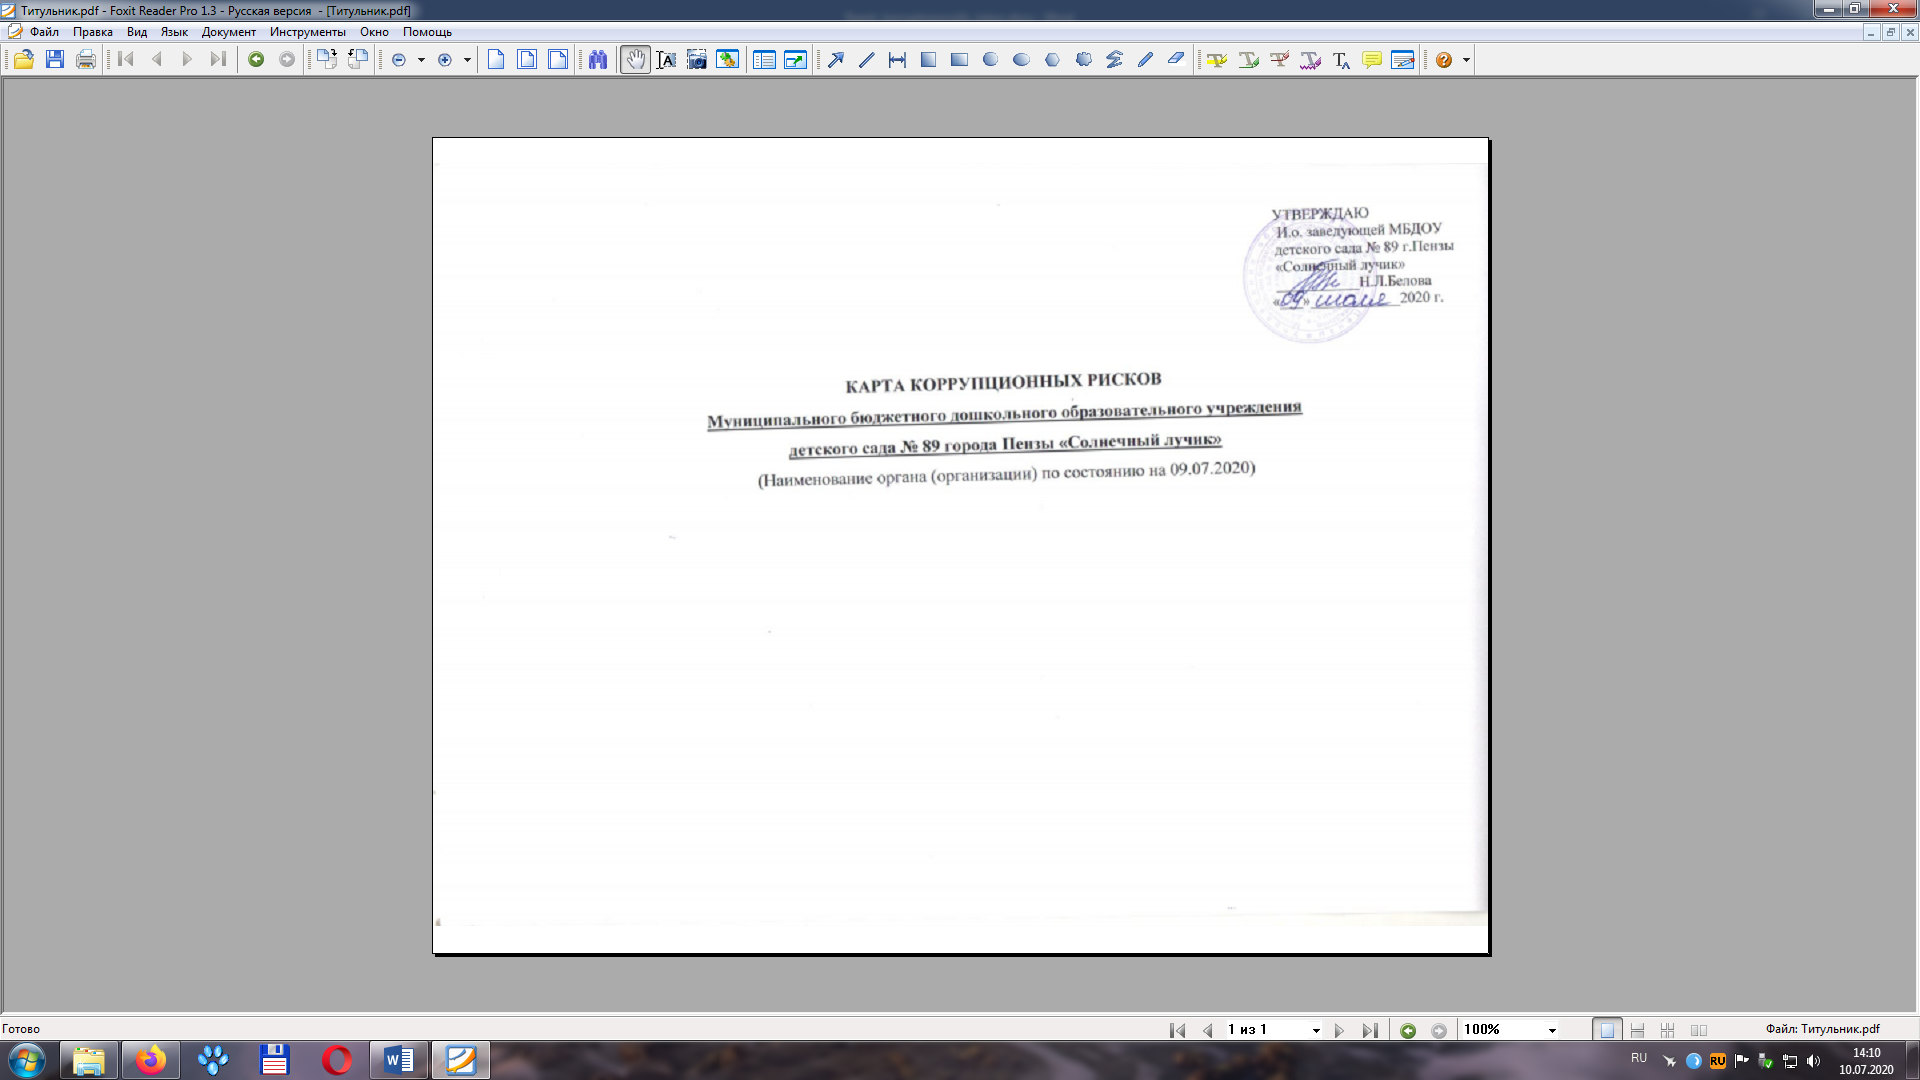 Титульник.pdf - Foxit Reader Pro 1.3 - Русская версия - [Титульник.pdf]
Файл Правка Вид Язык Документ Инструменты Окно Помощь
УТВЕРЖДАЮ
И.о. заведующей МБДОУ
детского сада № 89 г.Пензы
«Солнечный лучик»
Н.Л.Белова
«09» июля 2020 г.
КАРТА КОРРУПЦИОННЫХ РИСКОВ
Муниципального бюджетного дошкольного образовательного учреждения
детского сада № 89 города Пензы «Солнечный лучик»
(Наименование органа (организации) по состоянию на 09.07.2020)
Готово
1 из 1
100%
Файл: Титульник.pdf
RU
RU
14:10
10.07.2020